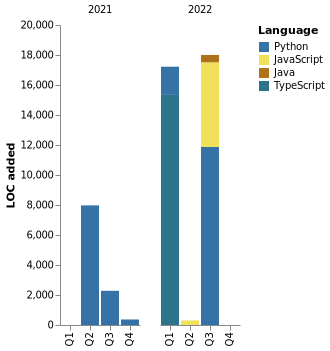 2021
2022
20,000
18,000
16,000
14,000
12,000
10,000
8,000
6,000
4,000
2,000
0
LOC added
Q1
Q2
Q3
Q4
Q1
Q2
Q3
Q4
Language
Python
JavaScript
Java
TypeScript